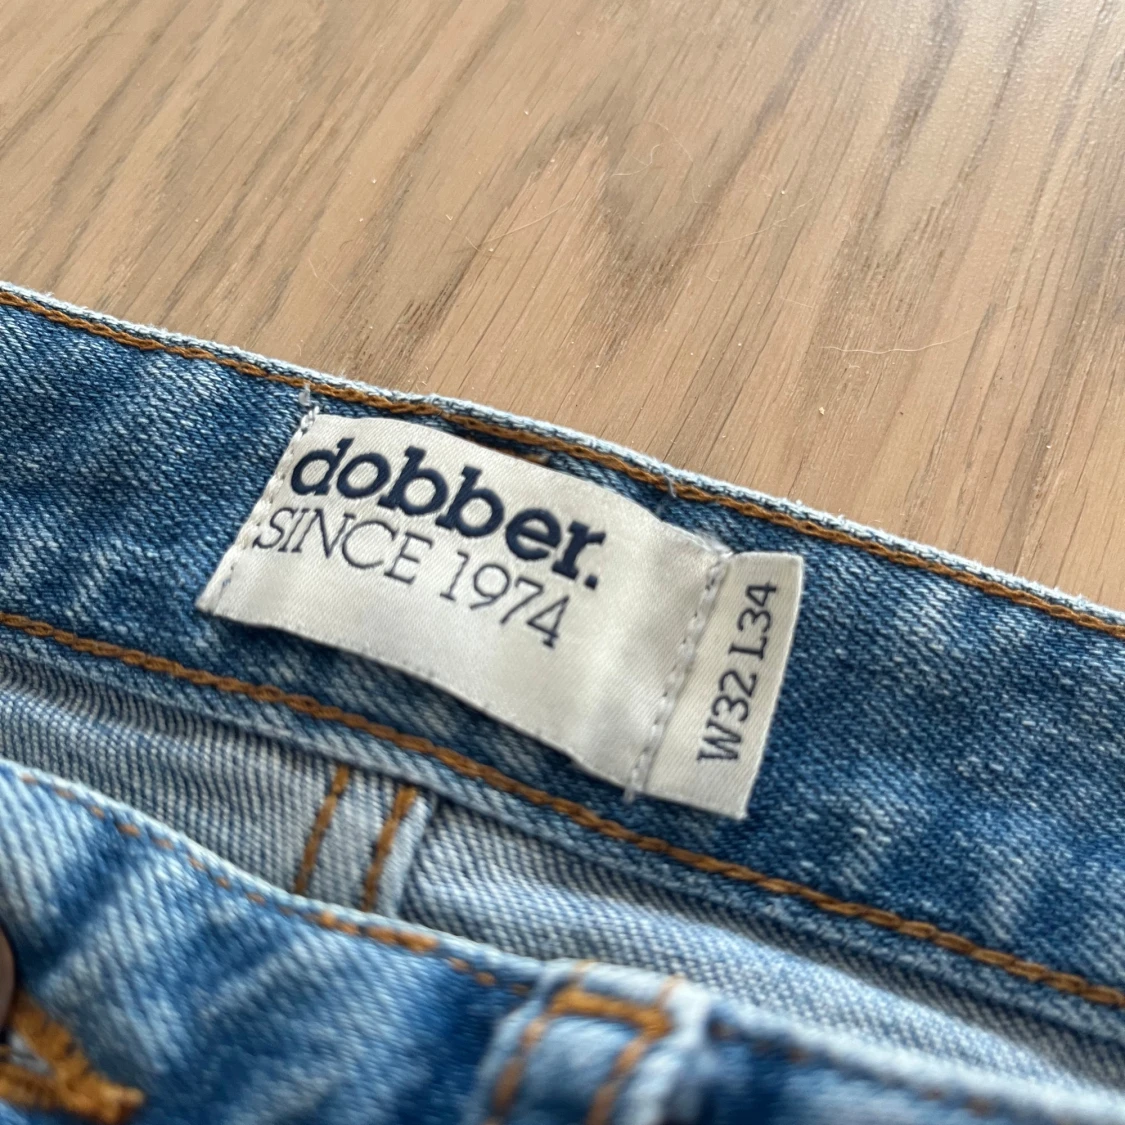 dobber.
SINCE 1974
W32 L34